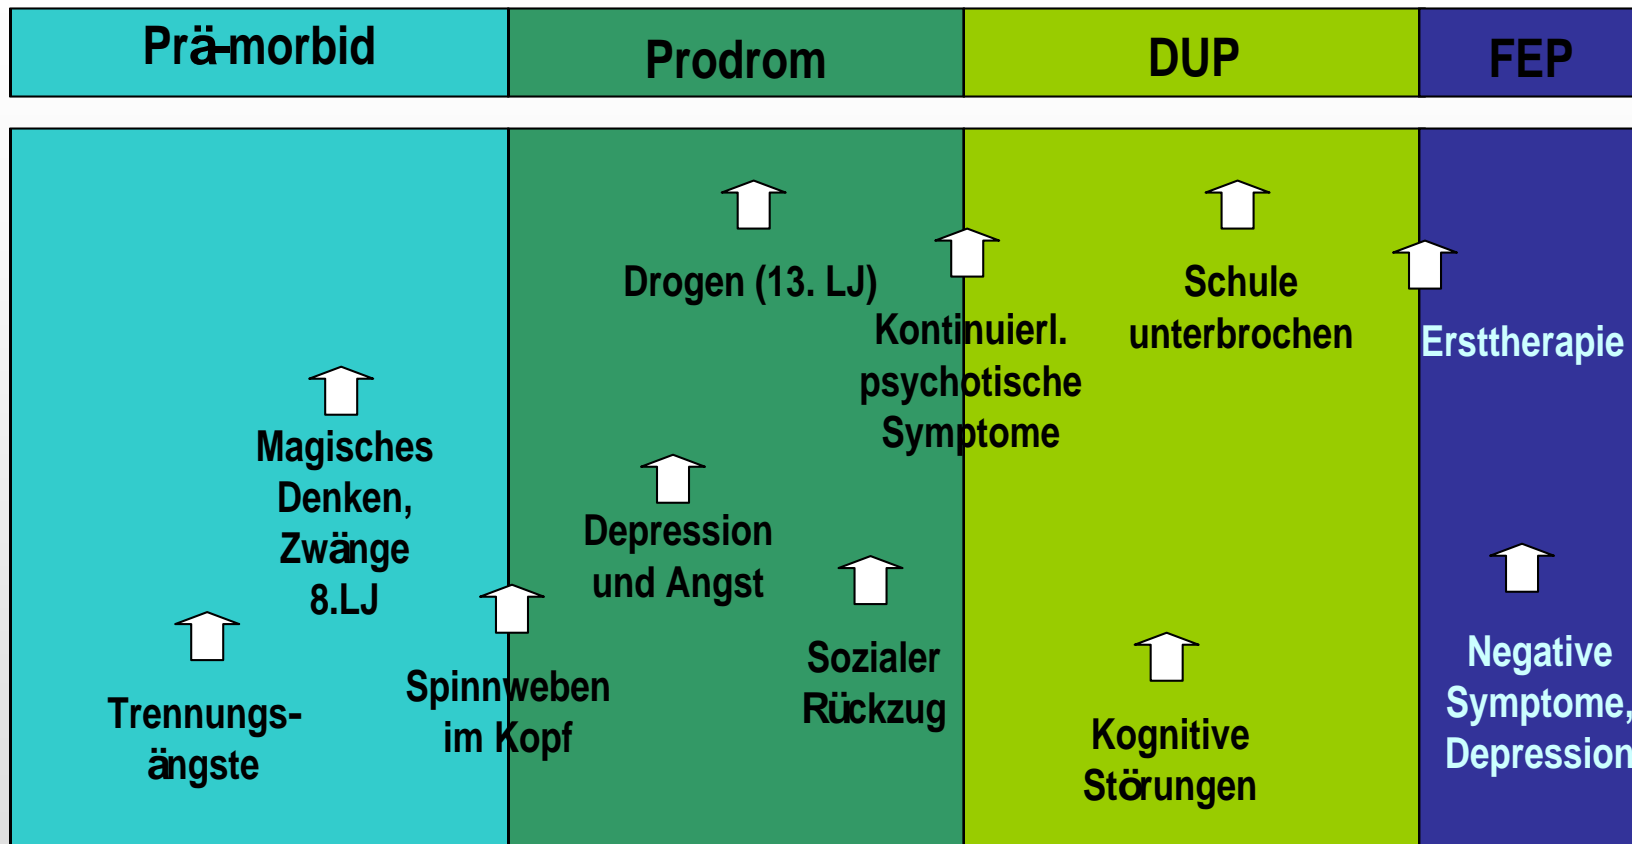 Prä-morbid
Prodrom
DUP
FEP
Trennungs-
ängste
Magisches
Denken,
Zwänge
8.LJ
Spinnweben
im Kopf
Depression
und Angst
Drogen (13. LJ)
Sozialer
Rückzug
Kontinuierl.
psychotische
Symptome
Kognitive
Störungen
Schule
unterbrochen
Ersttherapie
Negative
Symptome,
Depression